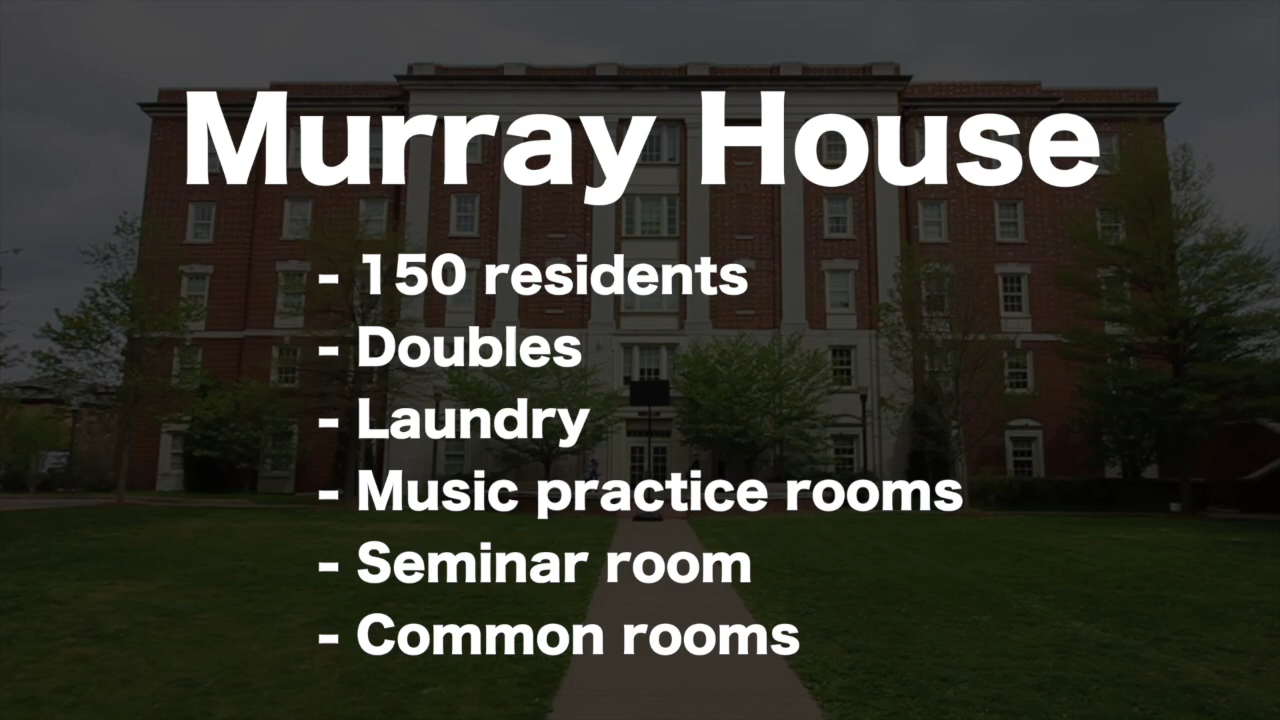 Murray House
- 150 residents
- Doubles
- Laundry
- Music practice rooms
- Seminar room
- Common rooms